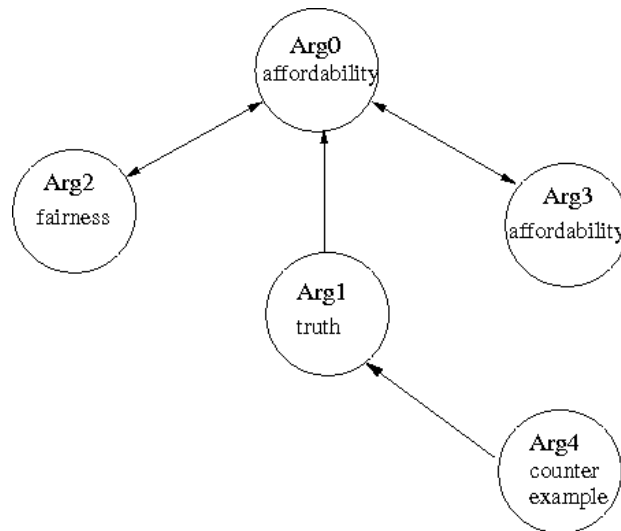 Arg0
affordability
Arg2
fairness
Arg3
affordability
Arg1
truth
Arg4
counter
example